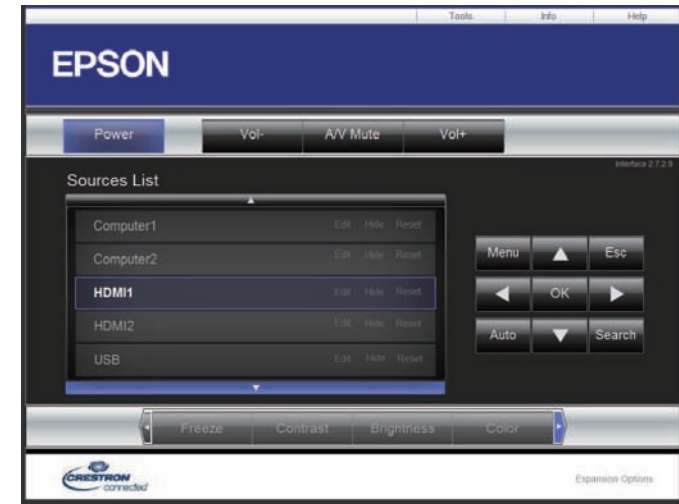 Tools Info Help
EPSON
Power Vol- A/V Mute Vol+
Interface 2.7.2.9
Sources List
Computer1 Edit Hide Reset
Computer2 Edit Hide Reset
HDMI1 Edit Hide Reset
HDMI2 Edit Hide Reset
USB Edit Hide Reset
Menu Esc
OK
Auto Search
Freeze Contrast Brightness Color
CRESTRON
connected
Expansion Options